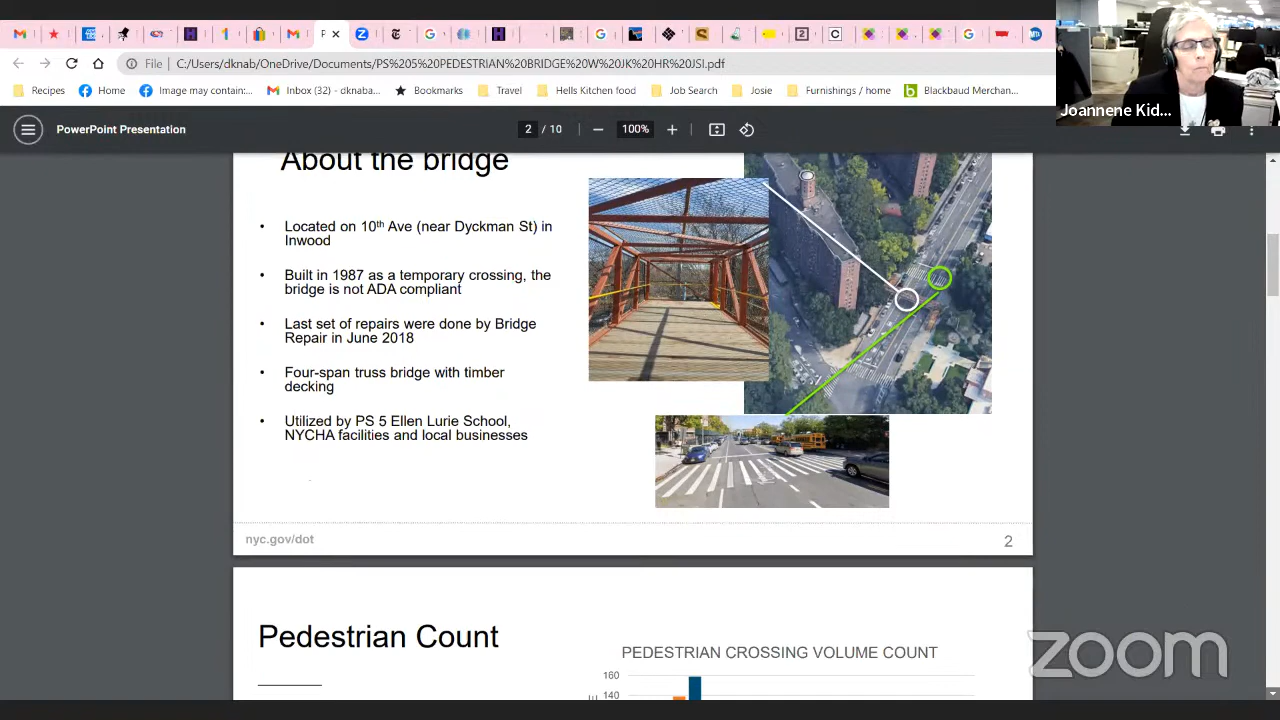 File
C:/Users/dknab/OneDrive/Documents/PS%205%20PEDESTRIAN%20BRIDGE%20W%20JK%20HR%20JSI.pdf
Recipes
Home
Image may contain...
Inbox (32) - dknaba...
Bookmarks
Travel
Hells Kitchen food
Job Search
Josie
Furnishings / home
Blackbaud Merchan...
Joannene Kid...
PowerPoint Presentation
2 / 10
100%
About the bridge
• Located on 10th Ave (near Dyckman St) in
Inwood
• Built in 1987 as a temporary crossing, the
bridge is not ADA compliant
• Last set of repairs were done by Bridge
Repair in June 2018
• Four-span truss bridge with timber
decking
• Utilized by PS 5 Ellen Lurie School,
NYCHA facilities and local businesses
nyc.gov/dot
2
Pedestrian Count
PEDESTRIAN CROSSING VOLUME COUNT
160
140
zoom